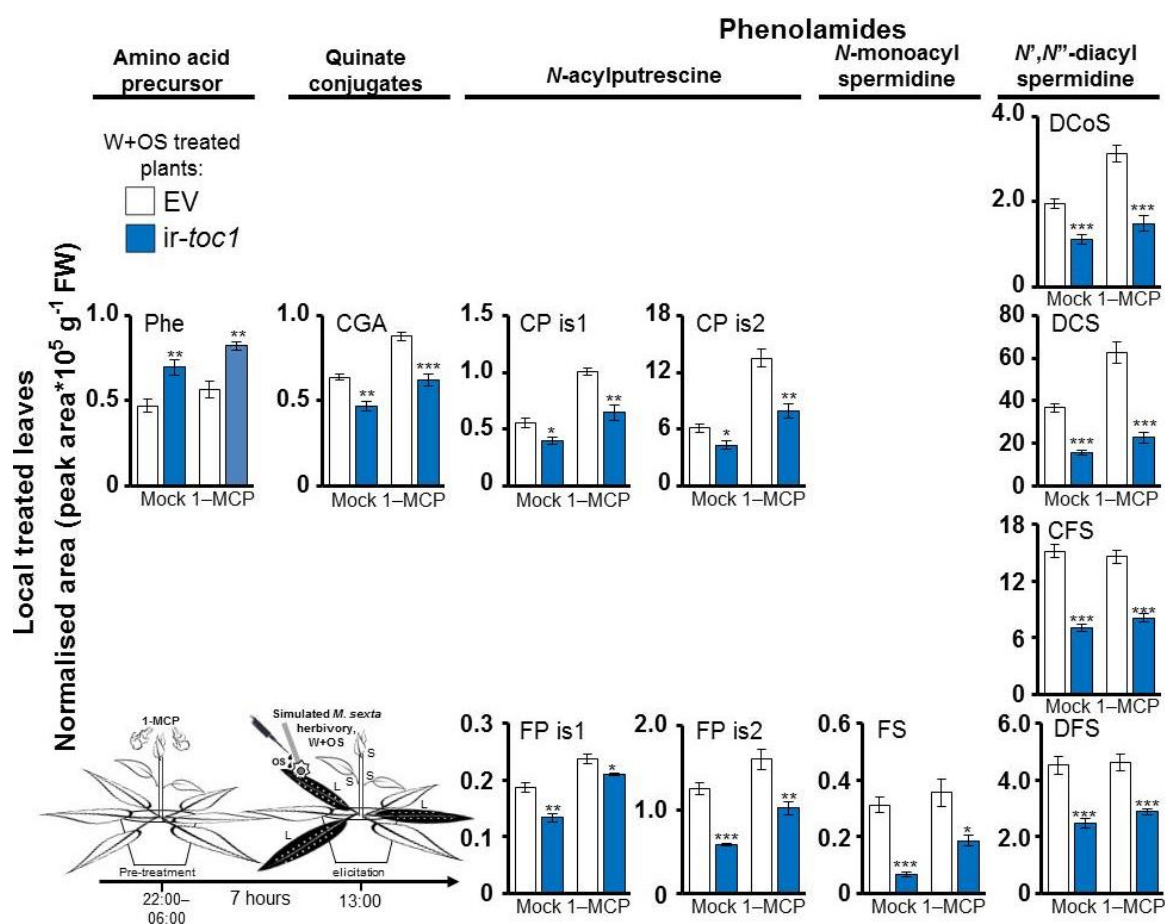 Phenolamides
Amino acid
precursor
Quinate
conjugates
N-acylputrescine
N-monoacyl
spermidine
N',N"-diacyl
spermidine
W+OS treated
plants:
EV
ir-toc1
Local treated leaves
Normalised area (peak area*10⁵ g⁻¹ FW)
DCoS
4.0
2.0
0
***
***
Mock 1–MCP
Phe
1.0
0.5
0
**
**
Mock 1–MCP
CGA
1.0
0.5
0
**
***
Mock 1–MCP
CP is1
1.5
1.0
0.5
0
*
**
Mock 1–MCP
CP is2
18
12
6
0
*
**
Mock 1–MCP
DCS
80
60
40
20
0
***
***
Mock 1–MCP
CFS
18
12
6
0
***
***
Mock 1–MCP
1-MCP
Simulated M. sexta
herbivory,
W+OS
OS
S
S
S
L
L
L
Pre-treatment
elicitation
22:00–
06:00
7 hours
13:00
FP is1
0.3
0.2
0.1
0
**
*
Mock 1–MCP
FP is2
2.0
1.0
0
***
**
Mock 1–MCP
FS
0.6
0.4
0.2
0
***
*
Mock 1–MCP
DFS
6.0
4.0
2.0
0
***
***
Mock 1–MCP